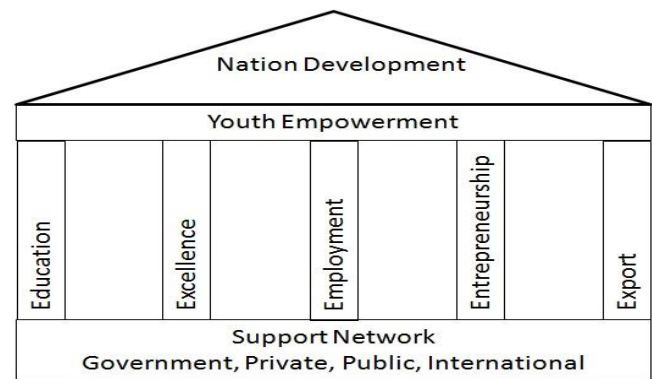 Nation Development
Youth Empowerment
Education
Excellence
Employment
Entrepreneurship
Export
Support Network
Government, Private, Public, International